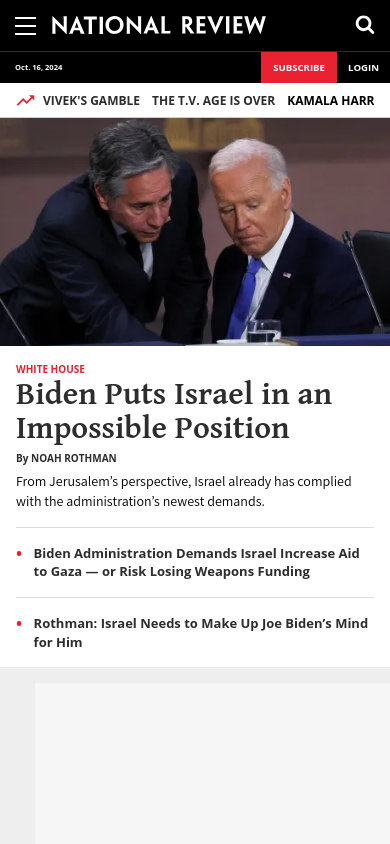 NATIONAL REVIEW
Oct. 16, 2024
SUBSCRIBE
LOGIN
VIVEK'S GAMBLE THE T.V. AGE IS OVER KAMALA HARR
WHITE HOUSE
Biden Puts Israel in an
Impossible Position
By NOAH ROTHMAN
From Jerusalem’s perspective, Israel already has complied
with the administration’s newest demands.
Biden Administration Demands Israel Increase Aid
to Gaza — or Risk Losing Weapons Funding
Rothman: Israel Needs to Make Up Joe Biden’s Mind
for Him